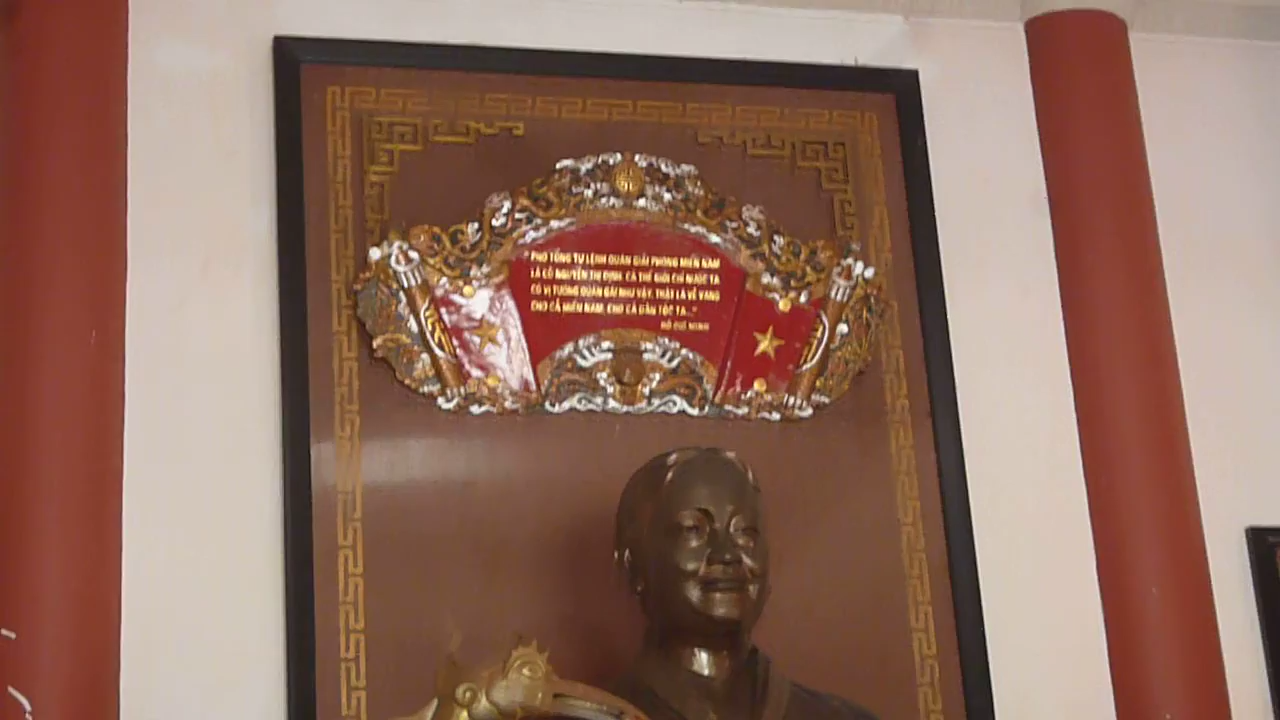 "PHÓ TỔNG TƯ LỆNH QUÂN GIẢI PHÓNG MIỀN NAM
LÀ CÔ NGUYỄN THỊ ĐỊNH. CẢ THẾ GIỚI CHỈ NƯỚC TA
CÓ VỊ TƯỚNG QUÂN GÁI NHƯ VẬY. THẬT LÀ VẺ VANG
CHO CẢ MIỀN NAM, CHO CẢ DÂN TỘC TA..."
HỒ CHÍ MINH